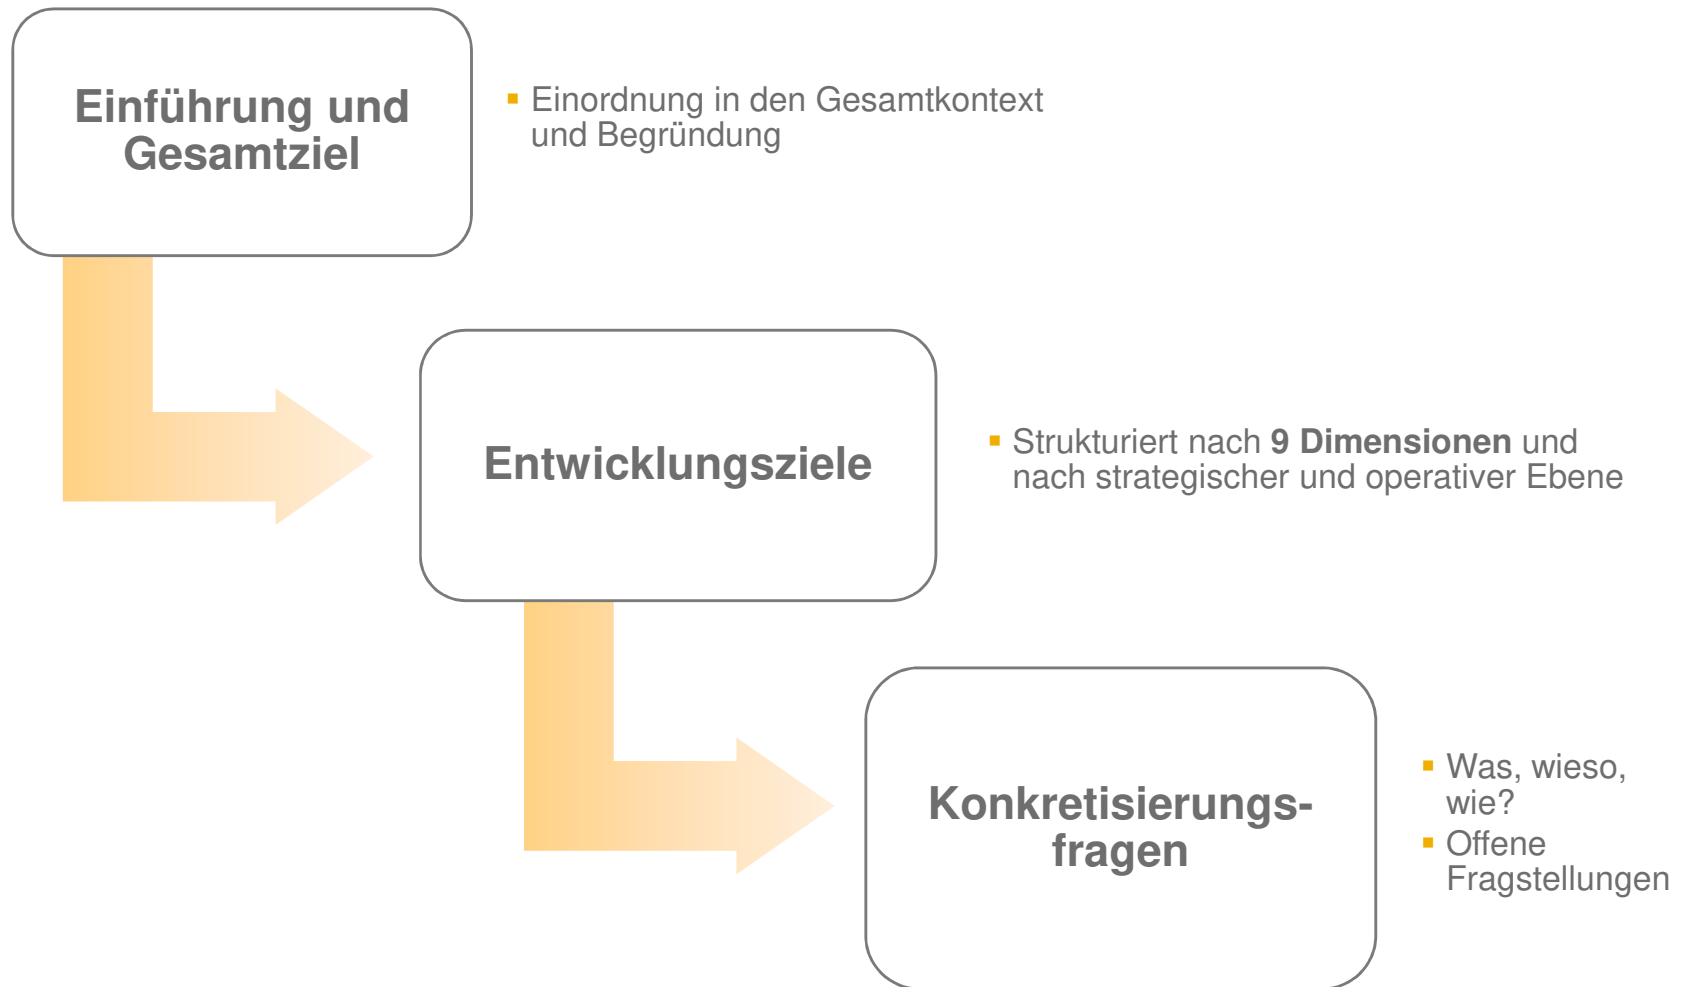 Einführung und
Gesamtziel
▪ Einordnung in den Gesamtkontext
und Begründung
Entwicklungsziele
▪ Strukturiert nach 9 Dimensionen und
nach strategischer und operativer Ebene
Konkretisierungs-
fragen
▪ Was, wieso,
wie?
▪ Offene
Fragstellungen